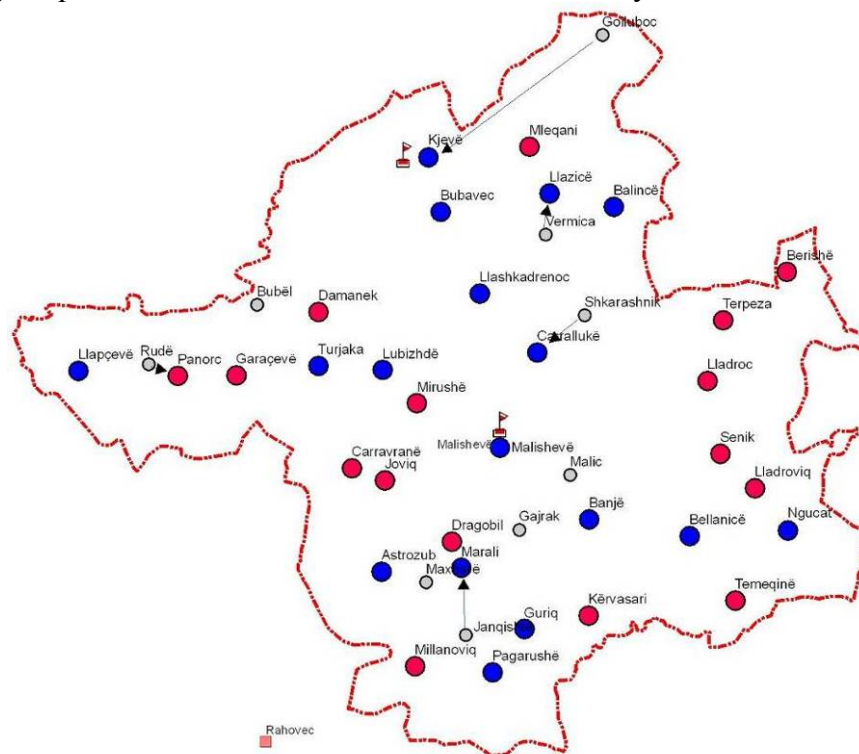 Golluboc
Kjevë
Mleqani
Llazicë
Balincë
Bubavec
Vermica
Berishë
Llashkadrenoc
Bubël
Damanek
Shkarashnik
Terpeza
Rudë
Llapçevë
Panorc
Garaçevë
Turjaka
Lubizhdë
Carrallukë
Lladroc
Mirushë
Malishevë
Malishevë
Senik
Carravranë
Joviq
Malic
Lladroviq
Dragobil
Gajrak
Banjë
Bellanicë
Ngucat
Astrozub
Marali
Kërvasari
Temeqinë
Guriq
Millanoviq
Pagarushë
Rahovec